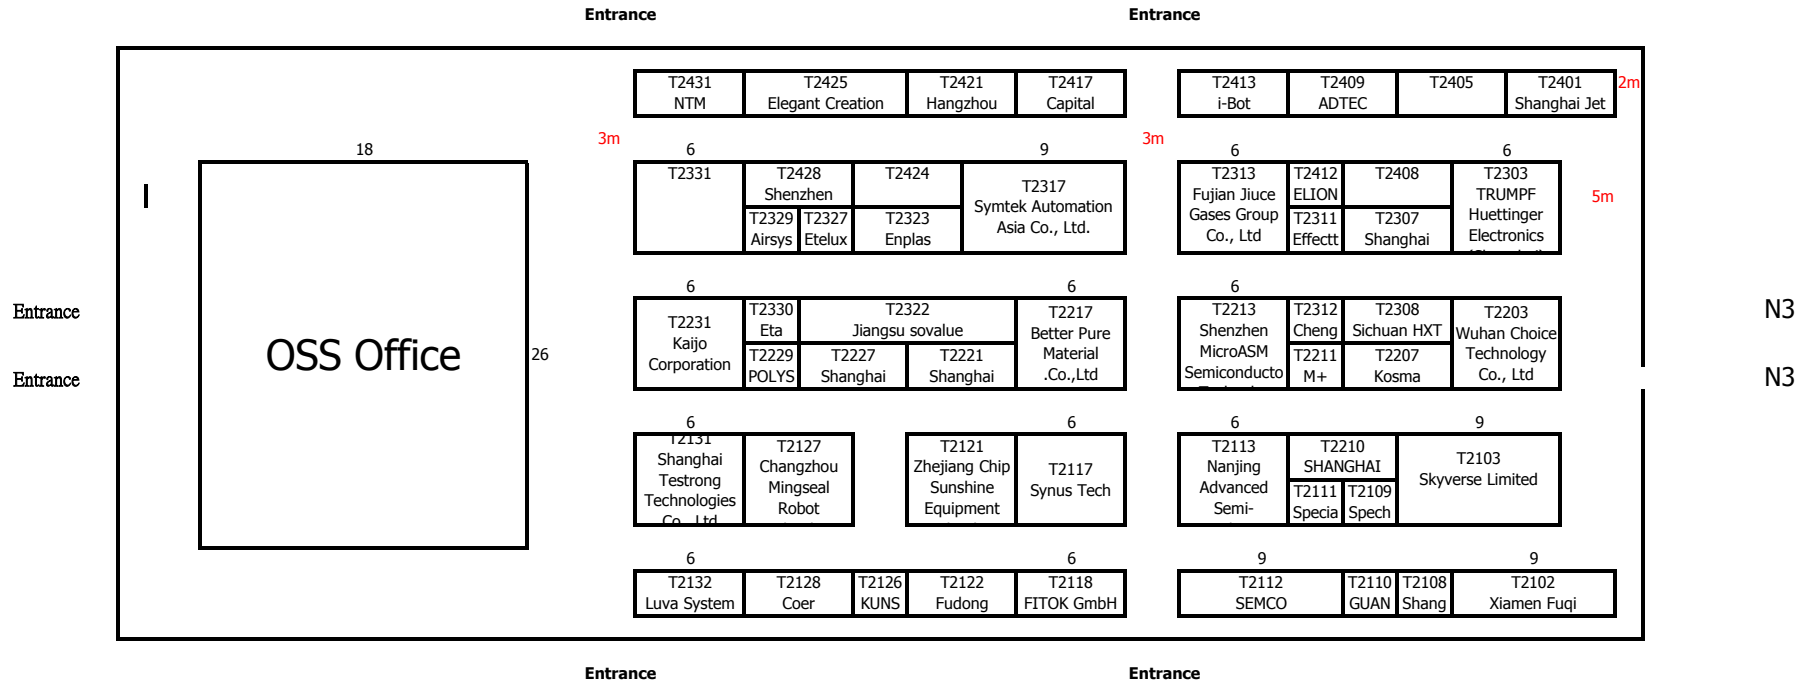 Entrance
Entrance
T2431
NTM
T2425
Elegant Creation
T2421
Hangzhou
T2417
Capital
T2413
i-Bot
T2409
ADTEC
T2405
T2401
Shanghai Jet
2m
3m
3m
18
6
9
6
6
T2331
T2428
Shenzhen
T2424
T2329
Airsys
T2327
Etelux
T2323
Enplas
T2317
Symtek Automation
Asia Co., Ltd.
T2313
Fujian Jiuce
Gases Group
Co., Ltd
T2412
ELION
T2408
T2311
Effectt
T2307
Shanghai
T2303
TRUMPF
Huettinger
Electronics
5m
6
6
6
Entrance
Entrance
OSS Office
26
T2231
Kaijo
Corporation
T2330
Eta
T2322
Jiangsu sovalue
T2229
POLYS
T2227
Shanghai
T2221
Shanghai
T2217
Better Pure
Material
.Co.,Ltd
T2213
Shenzhen
MicroASM
Semiconducto
T2312
Cheng
T2308
Sichuan HXT
T2211
M+
T2207
Kosma
T2203
Wuhan Choice
Technology
Co., Ltd
N3
N3
6
6
6
9
T2131
Shanghai
Testrong
Technologies
Co., Ltd
T2127
Changzhou
Mingseal
Robot
T2121
Zhejiang Chip
Sunshine
Equipment
T2117
Synus Tech
T2113
Nanjing
Advanced
Semi-
T2210
SHANGHAI
T2111
Specia
T2109
Spech
T2103
Skyverse Limited
6
6
9
9
T2132
Luva System
T2128
Coer
T2126
KUNS
T2122
Fudong
T2118
FITOK GmbH
T2112
SEMCO
T2110
GUAN
T2108
Shang
T2102
Xiamen Fuqi
Entrance
Entrance